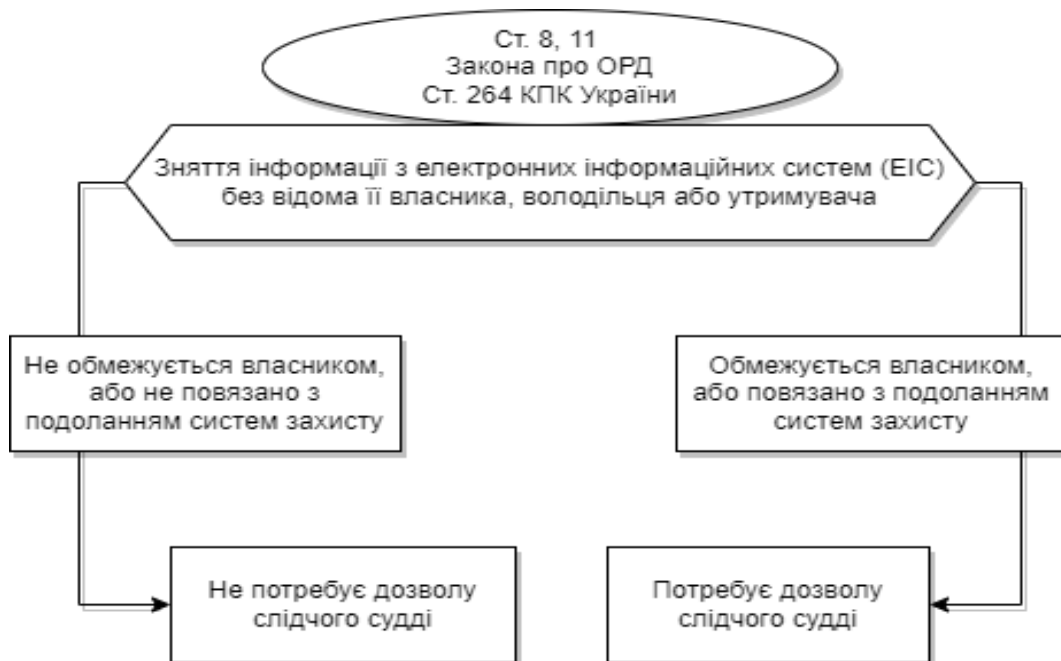 Ст. 8, 11
Закона про ОРД
Ст. 264 КПК України
Зняття інформації з електронних інформаційних систем (ЕІС)
без відома її власника, володільця або утримувача
Не обмежується власником,
або не повязано з
подоланням систем захисту
Обмежується власником,
або повязано з подоланням
систем захисту
Не потребує дозволу
слідчого судді
Потребує дозволу
слідчого судді